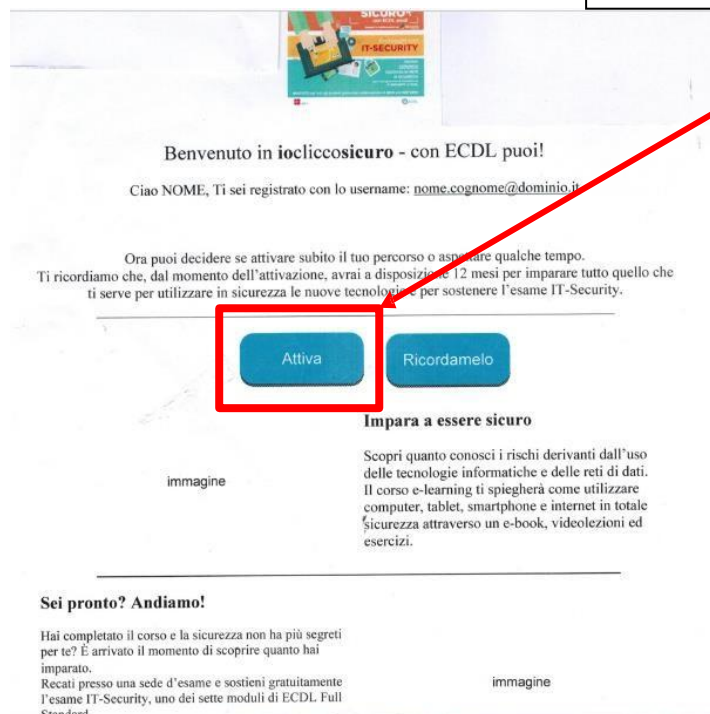 SICURO
con ECDL puoi!
IT-SECURITY
Benvenuto in iocliccosicuro - con ECDL puoi!
Ciao NOME, Ti sei registrato con lo username: nome.cognome@dominio.it
Ora puoi decidere se attivare subito il tuo percorso o aspettare qualche tempo.
Ti ricordiamo che, dal momento dell'attivazione, avrai a disposizione 12 mesi per imparare tutto quello che
ti serve per utilizzare in sicurezza le nuove tecnologie e per sostenere l'esame IT-Security.
Attiva
Ricordamelo
Impara a essere sicuro
Scopri quanto conosci i rischi derivanti dall'uso
delle tecnologie informatiche e delle reti di dati.
Il corso e-learning ti spiegherà come utilizzare
computer, tablet, smartphone e internet in totale
sicurezza attraverso un e-book, videolezioni ed
esercizi.
immagine
Sei pronto? Andiamo!
Hai completato il corso e la sicurezza non ha più segreti
per te? È arrivato il momento di scoprire quanto hai
imparato.
Recati presso una sede d'esame e sostieni gratuitamente
l'esame IT-Security, uno dei sette moduli di ECDL Full
Standard
immagine